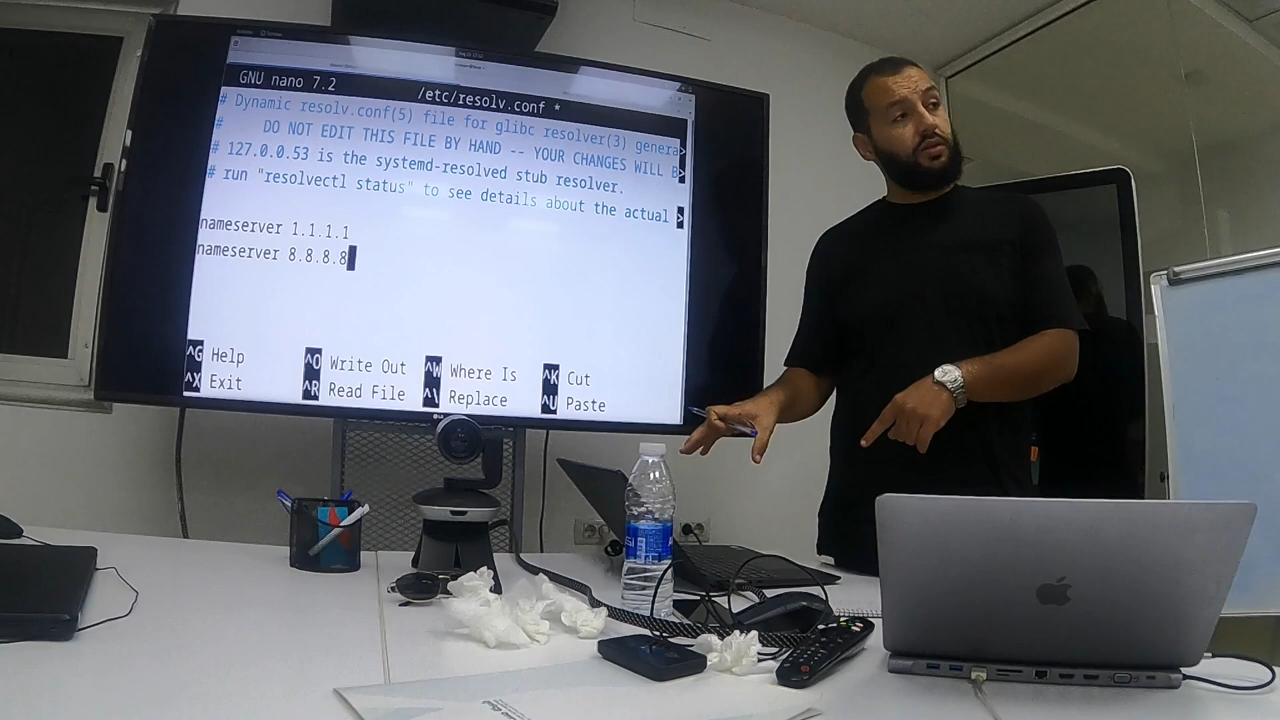 GNU nano 7.2
/etc/resolv.conf *
# Dynamic resolv.conf(5) file for glibc resolver(3) genera>
# DO NOT EDIT THIS FILE BY HAND -- YOUR CHANGES WILL B>
# 127.0.0.53 is the systemd-resolved stub resolver.
# run "resolvectl status" to see details about the actual >
nameserver 1.1.1.1
nameserver 8.8.8.8
^G Help ^O Write Out ^W Where Is ^K Cut
^X Exit ^R Read File ^\ Replace ^U Paste
LG